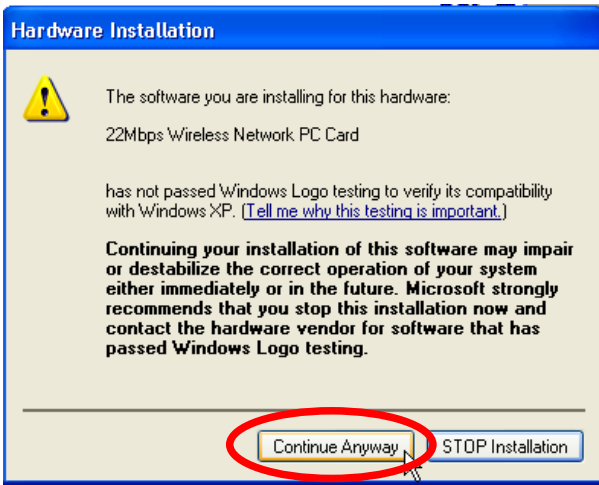 Hardware Installation
The software you are installing for this hardware:
22Mbps Wireless Network PC Card
has not passed Windows Logo testing to verify its compatibility
with Windows XP. (Tell me why this testing is important.)
Continuing your installation of this software may impair
or destabilize the correct operation of your system
either immediately or in the future. Microsoft strongly
recommends that you stop this installation now and
contact the hardware vendor for software that has
passed Windows Logo testing.
Continue Anyway STOP Installation